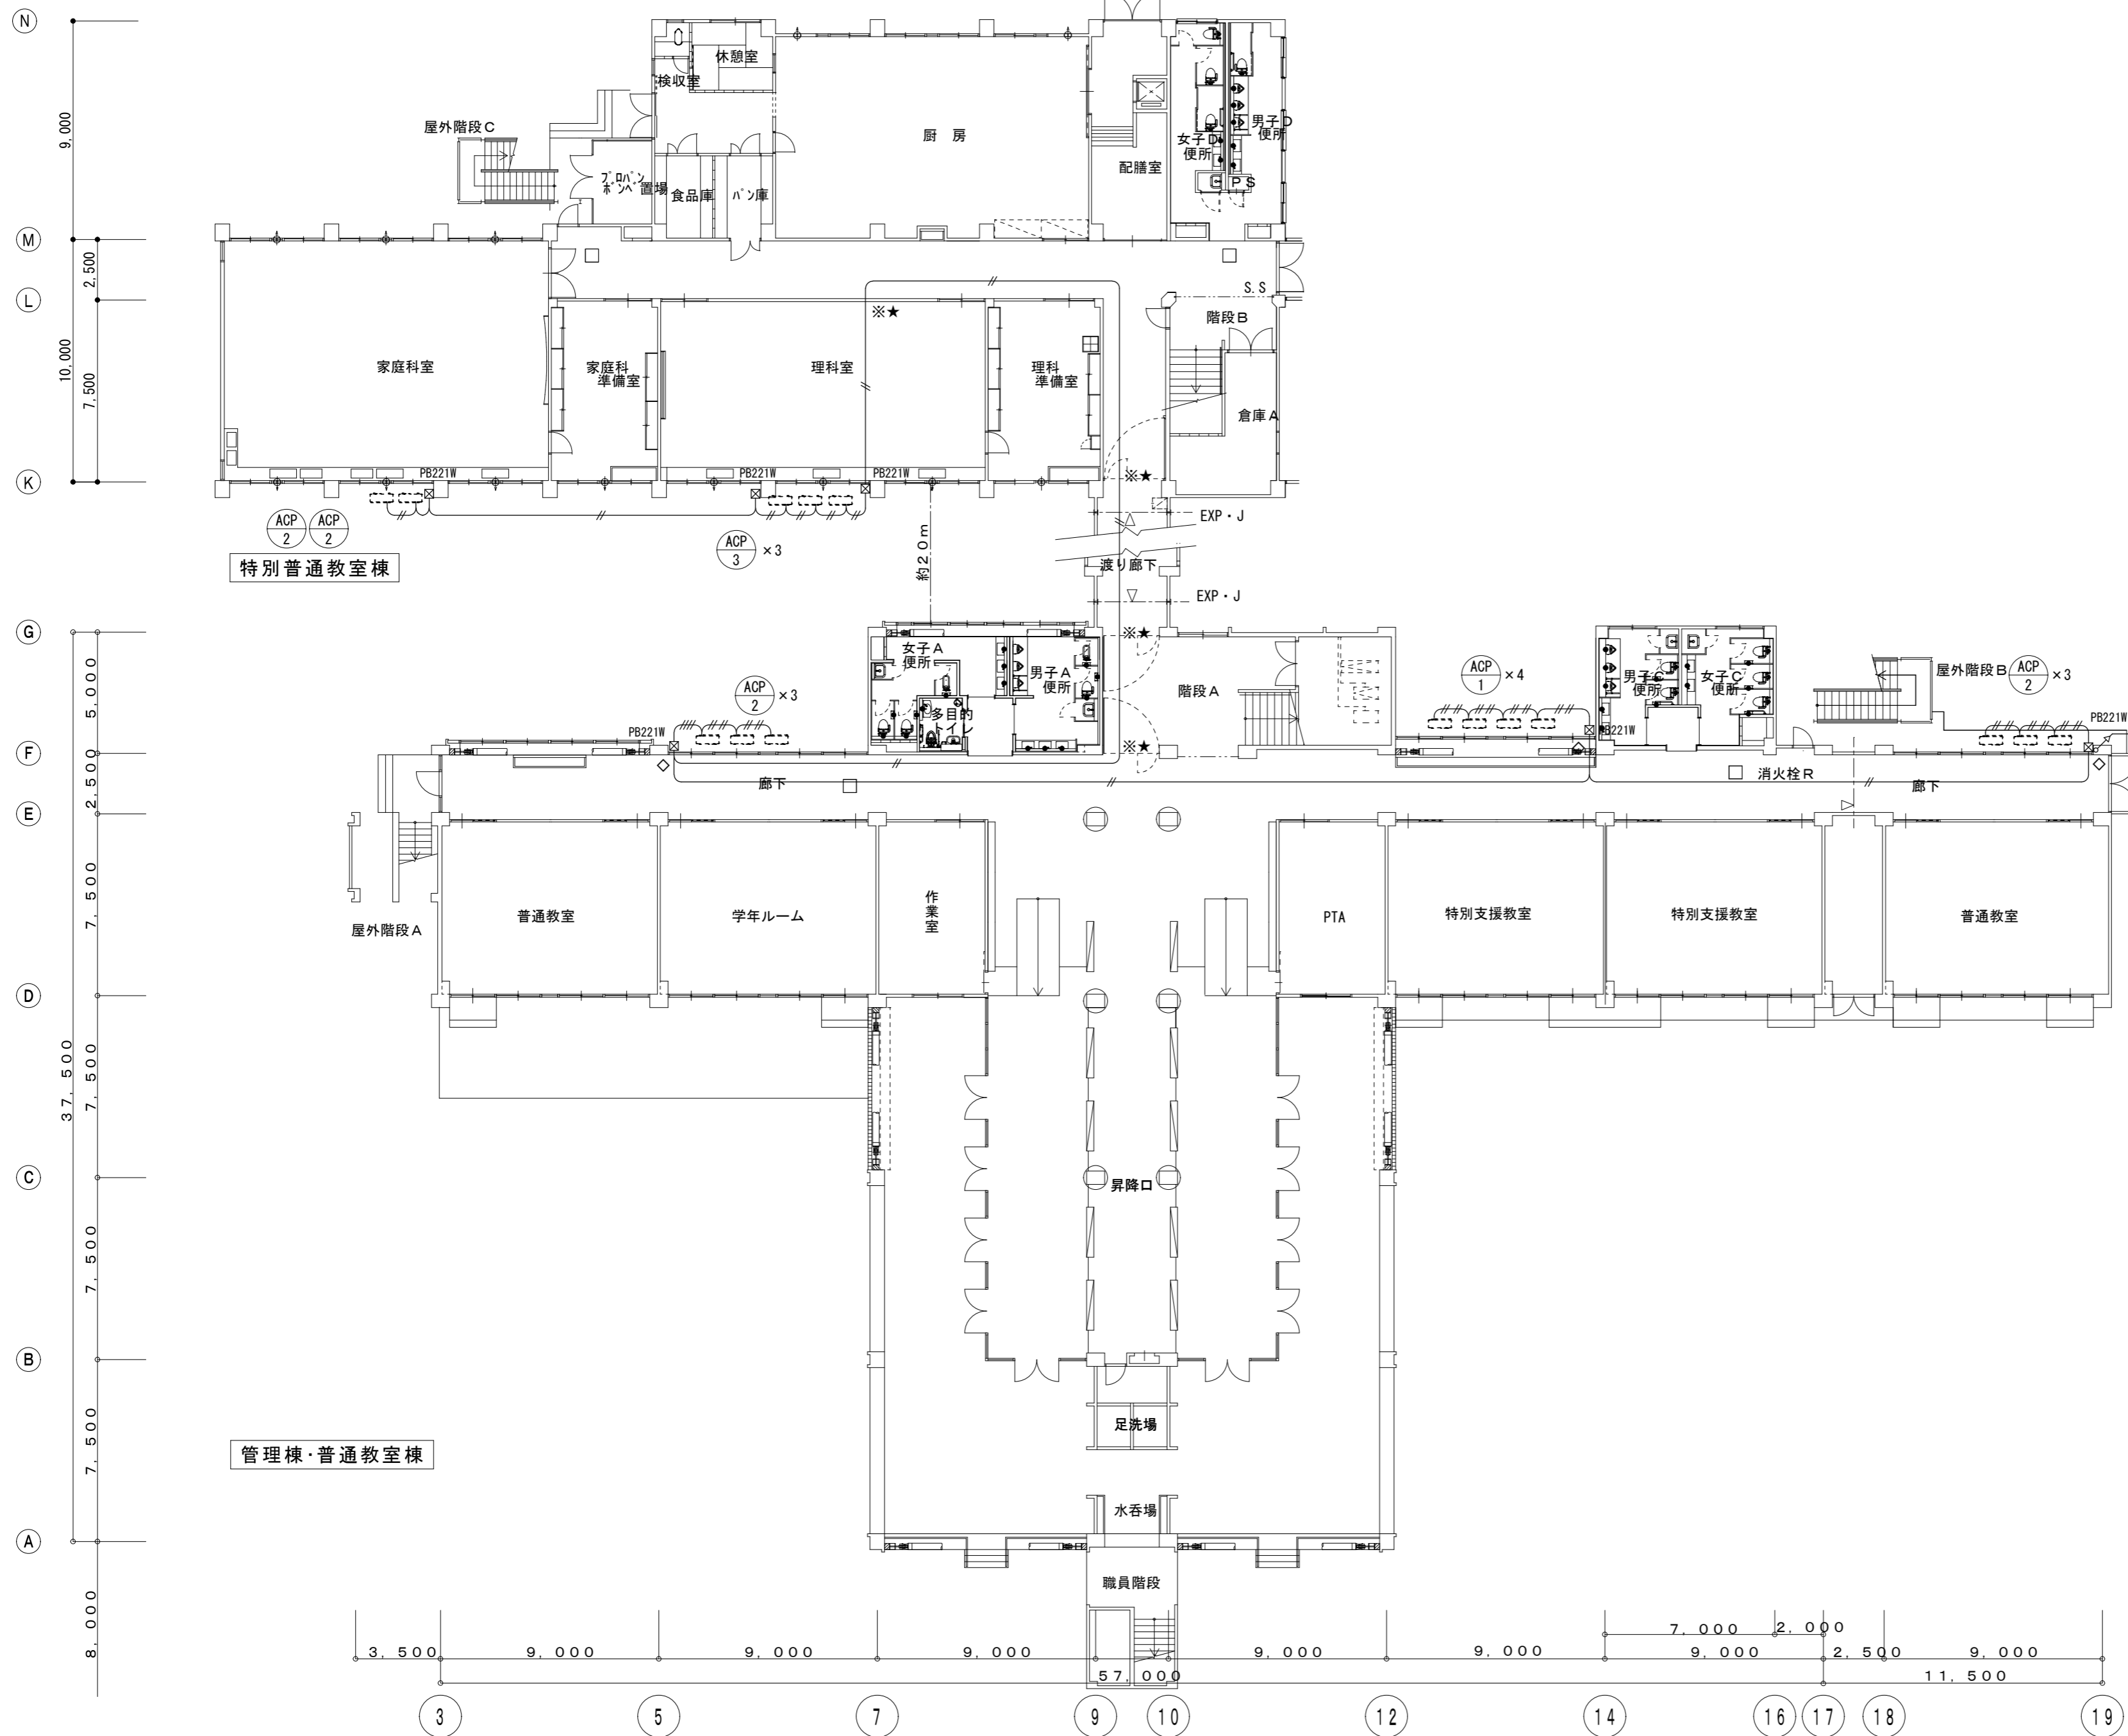 N
9,000
休憩室
検収室
屋外階段C
厨 房
男子D
便所
女子D
便所
配膳室
PS
プロパン
ボンベ置場
食品庫
パン庫
M
2,500
L
S.S
※★
階段B
10,000
7,500
家庭科室
家庭科
準備室
理科室
理科
準備室
倉庫A
K
PB221W
PB221W
PB221W
※★
ACP
2
ACP
2
ACP
3
×3
約20m
EXP・J
特別普通教室棟
渡り廊下
EXP・J
G
※★
女子A
便所
男子A
便所
階段A
ACP
1
×4
男子C
便所
女子C
便所
屋外階段B
ACP
2
×3
5,000
ACP
2
×3
多目的
トイレ
PB221W
PB221W
PB221W
※★
F
2,500
廊下
消火栓R
廊下
E
7,500
普通教室
学年ルーム
作業室
PTA
特別支援教室
特別支援教室
普通教室
屋外階段A
D
37,500
7,500
C
昇降口
7,500
B
足洗場
7,500
管理棟・普通教室棟
水呑場
A
職員階段
8,000
7,000
2,000
3,500
9,000
9,000
9,000
9,000
9,000
9,000
2,500
9,000
57,000
11,500
3
5
7
9
10
12
14
16
17
18
19